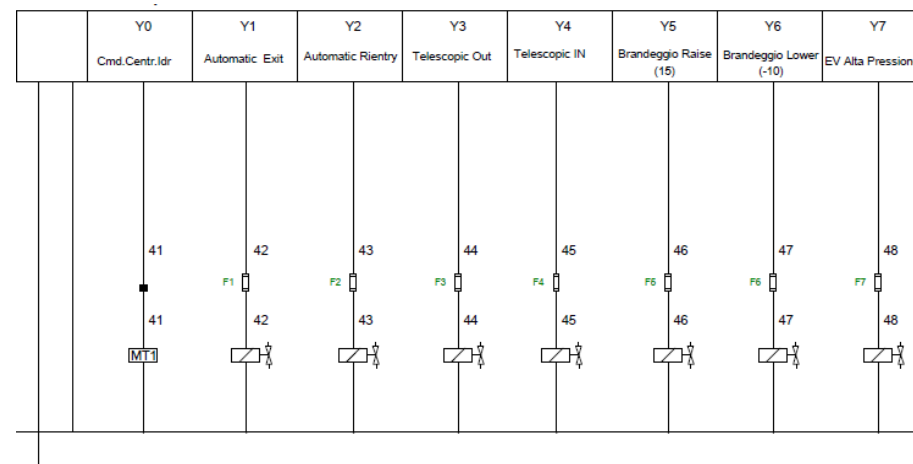 Y0 Y1 Y2 Y3 Y4 Y5 Y6 Y7
Cmd.Centr.Idr Automatic Exit Automatic Rientry Telescopic Out Telescopic IN Brandeggio Raise Brandeggio Lower EV Alta Pression
(15) (-10)
41 42 43 44 45 46 47 48
F1 F2 F3 F4 F6 F7
41 42 43 44 45 46 47 48
MT1